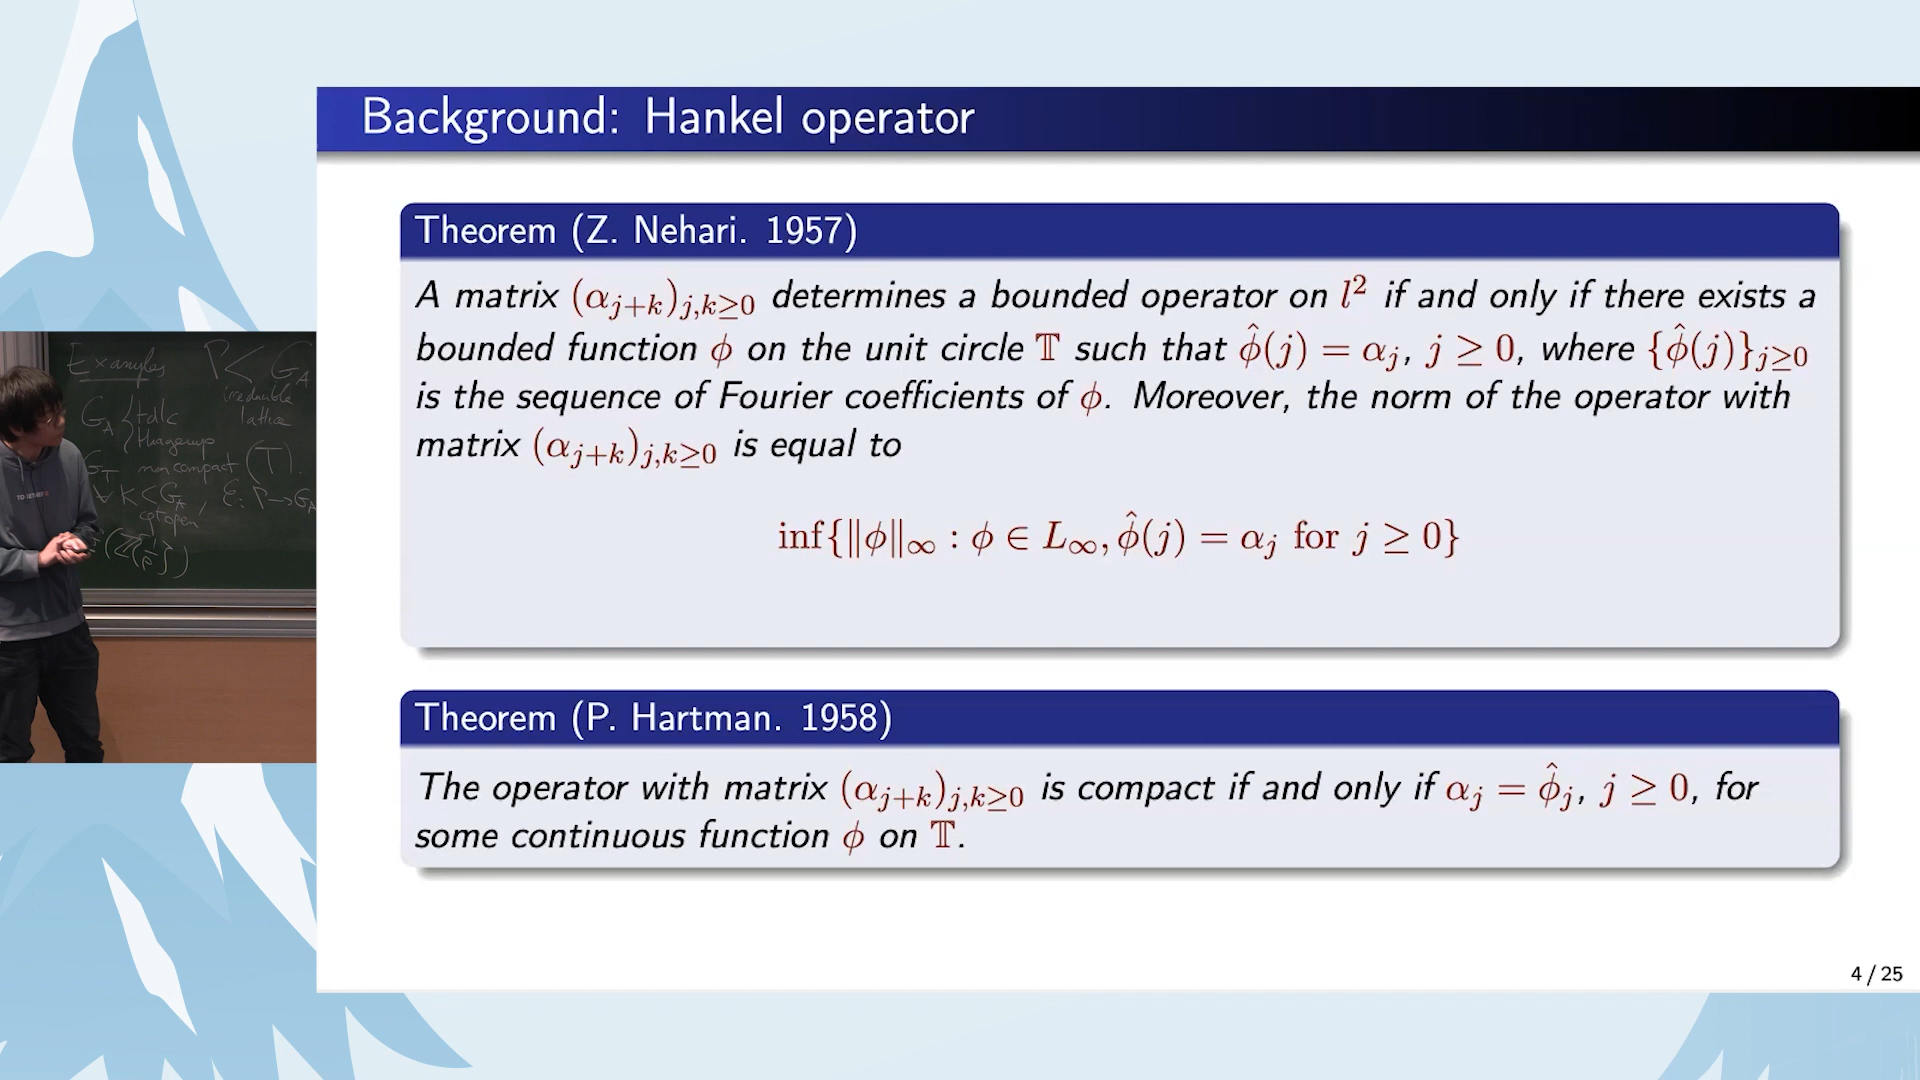 Background: Hankel operator
Theorem (Z. Nehari. 1957)
A matrix (α_{j+k})_{j,k≥0} determines a bounded operator on l² if and only if there exists a
bounded function ϕ on the unit circle 𝕋 such that ϕ̂(j) = α_j, j ≥ 0, where {ϕ̂(j)}_{j≥0}
is the sequence of Fourier coefficients of ϕ. Moreover, the norm of the operator with
matrix (α_{j+k})_{j,k≥0} is equal to
inf{‖ϕ‖_∞ : ϕ ∈ L_∞, ϕ̂(j) = α_j for j ≥ 0}
Theorem (P. Hartman. 1958)
The operator with matrix (α_{j+k})_{j,k≥0} is compact if and only if α_j = ϕ̂_j, j ≥ 0, for
some continuous function ϕ on 𝕋.
4 / 25
Examples
irreducible
lattice
tdlc
non compact (T).